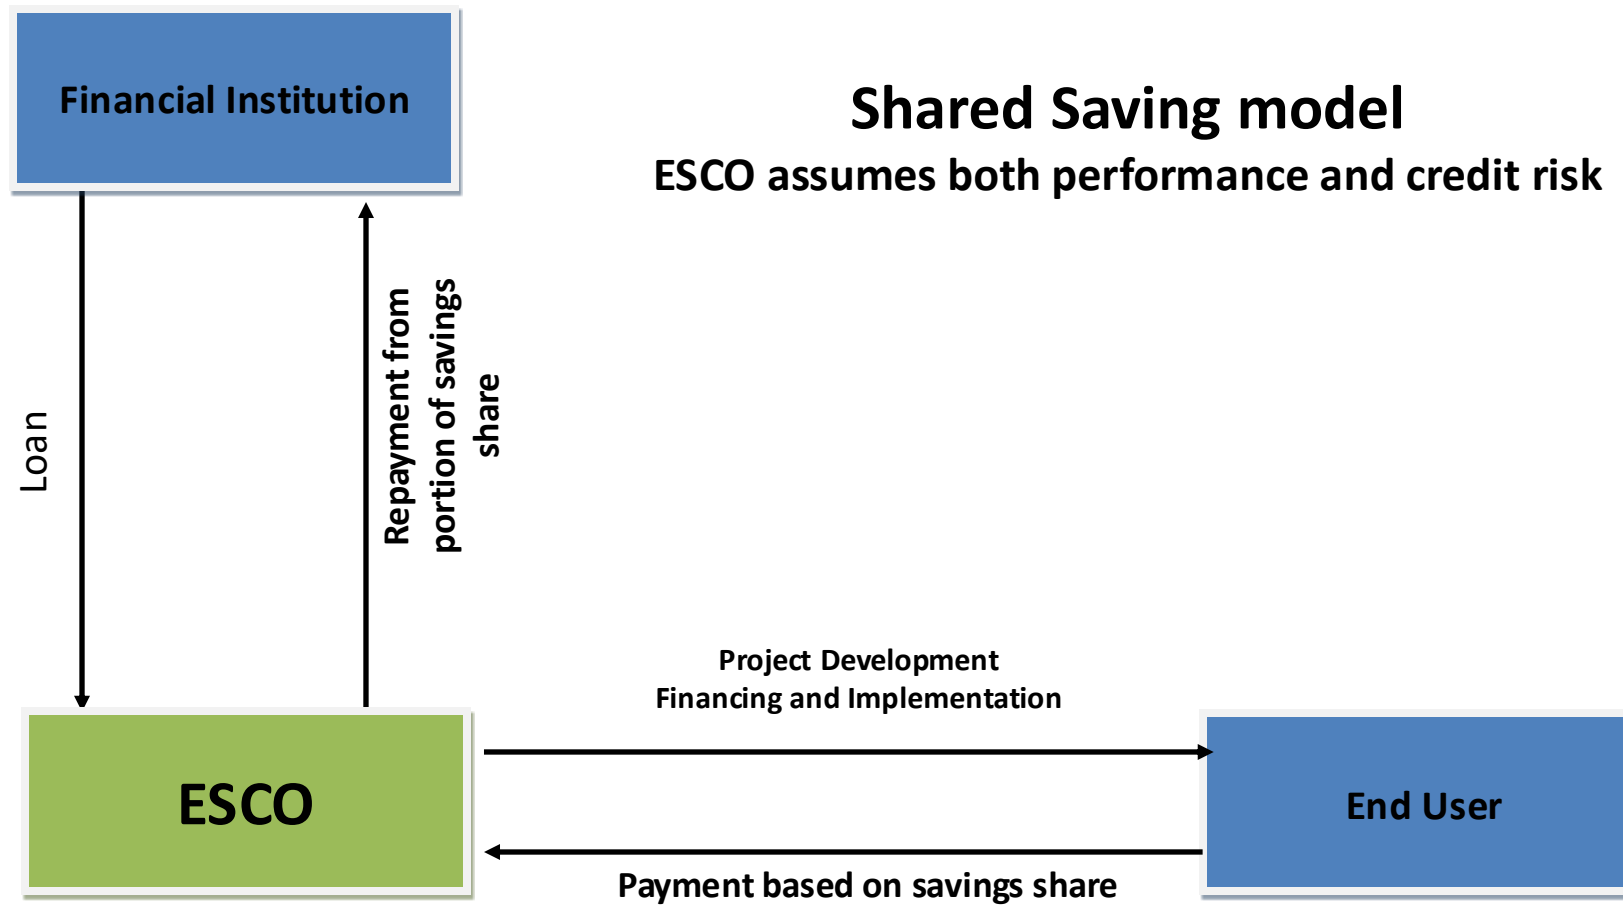 Financial Institution
Shared Saving model
ESCO assumes both performance and credit risk
Loan
Repayment from
portion of savings
share
Project Development
Financing and Implementation
ESCO
End User
Payment based on savings share